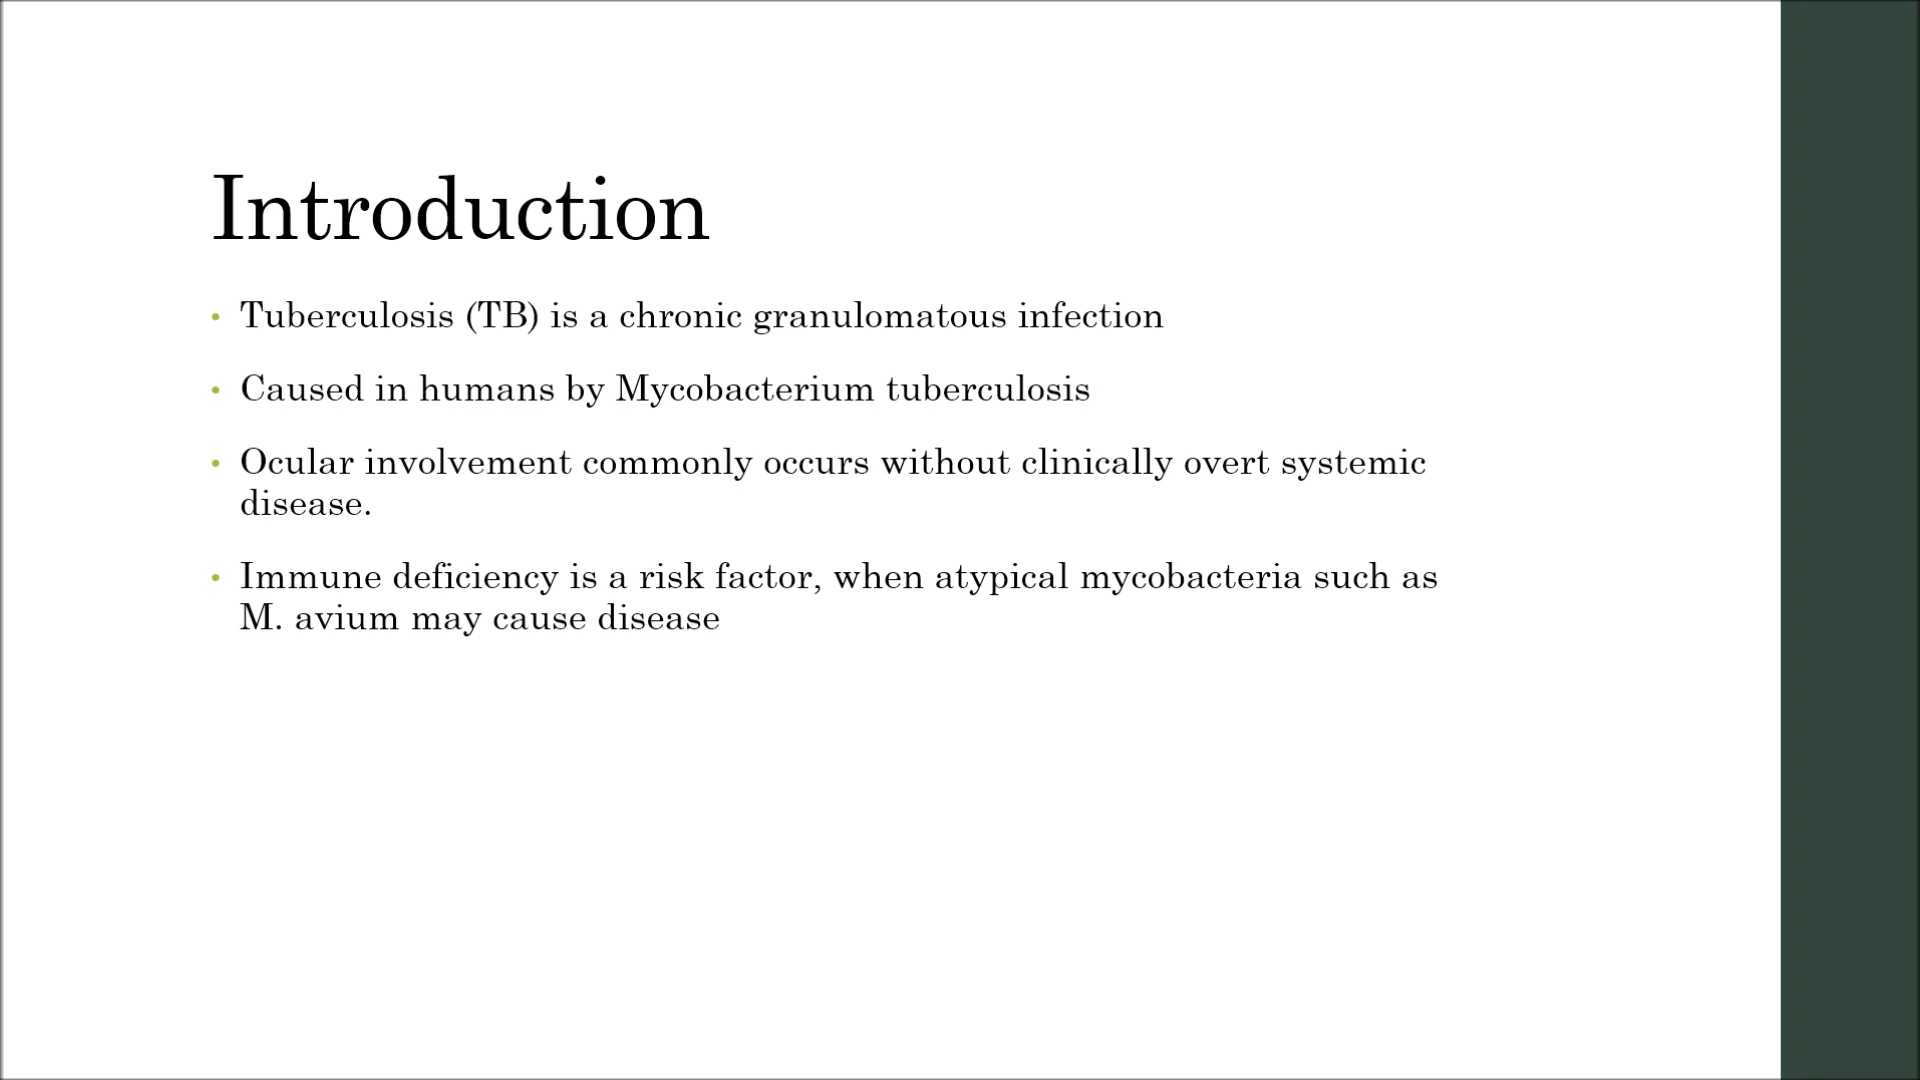 Introduction
• Tuberculosis (TB) is a chronic granulomatous infection
• Caused in humans by Mycobacterium tuberculosis
• Ocular involvement commonly occurs without clinically overt systemic
disease.
• Immune deficiency is a risk factor, when atypical mycobacteria such as
M. avium may cause disease